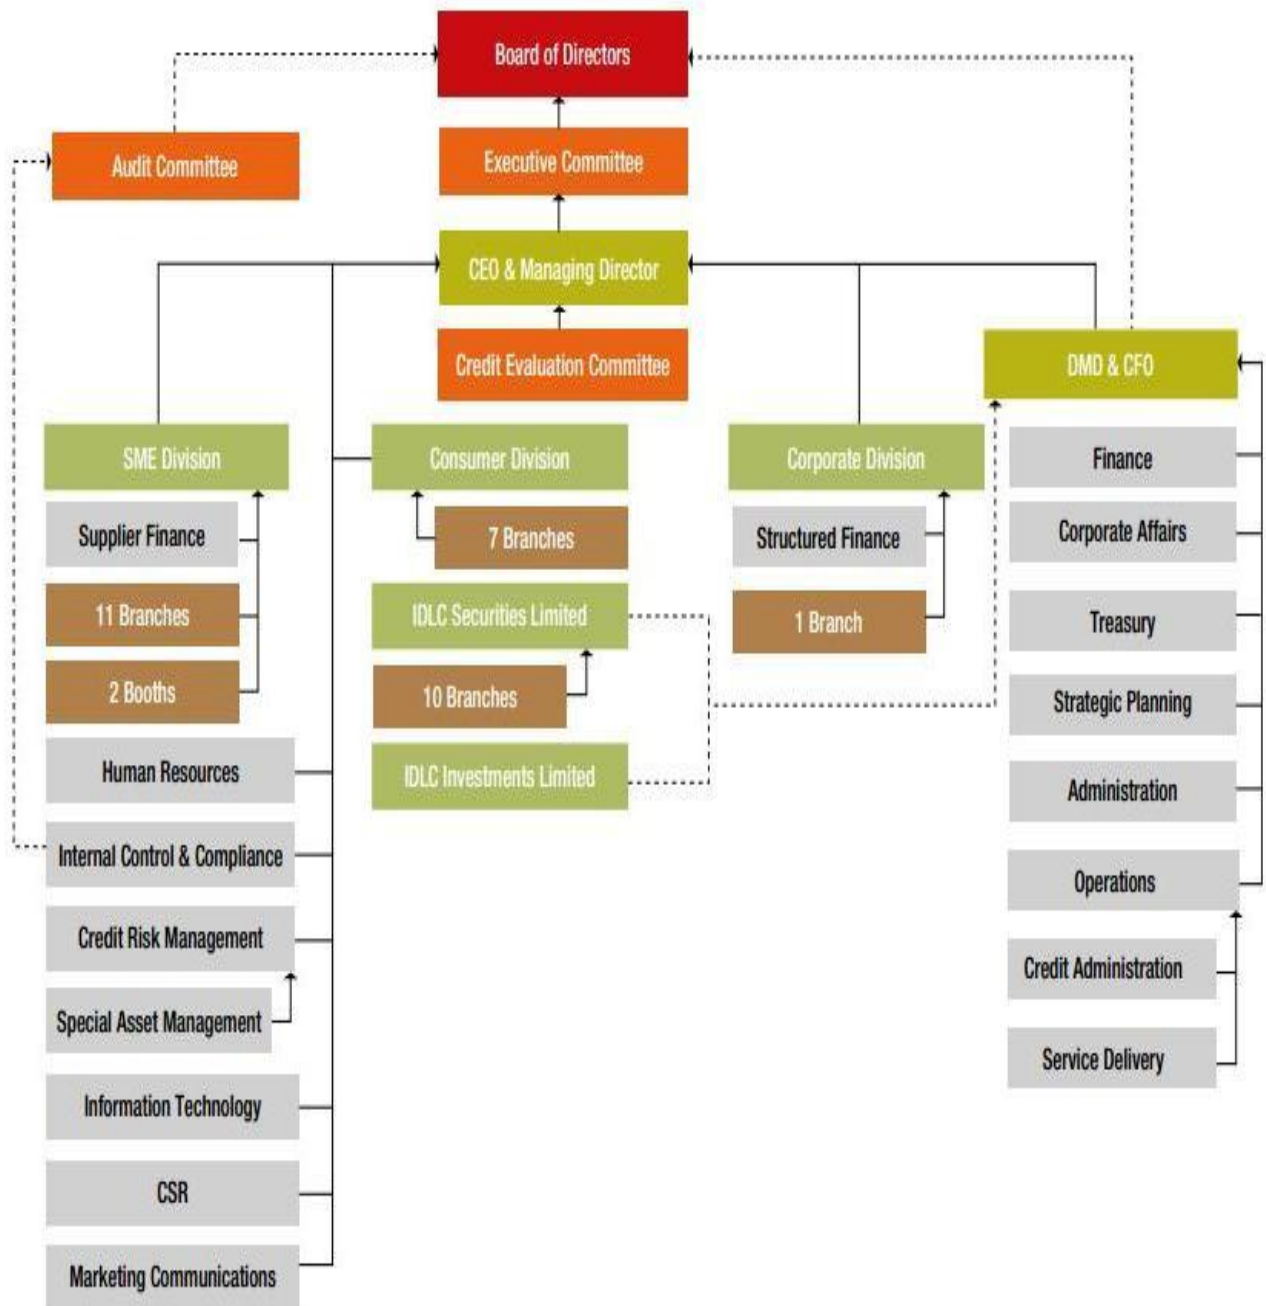 Board of Directors
Audit Committee
Executive Committee
CEO & Managing Director
Credit Evaluation Committee
DMD & CFO
SME Division
Consumer Division
Corporate Division
Finance
Supplier Finance
7 Branches
Structured Finance
Corporate Affairs
11 Branches
IDLC Securities Limited
1 Branch
Treasury
2 Booths
10 Branches
Strategic Planning
Human Resources
IDLC Investments Limited
Administration
Internal Control & Compliance
Operations
Credit Risk Management
Credit Administration
Special Asset Management
Service Delivery
Information Technology
CSR
Marketing Communications